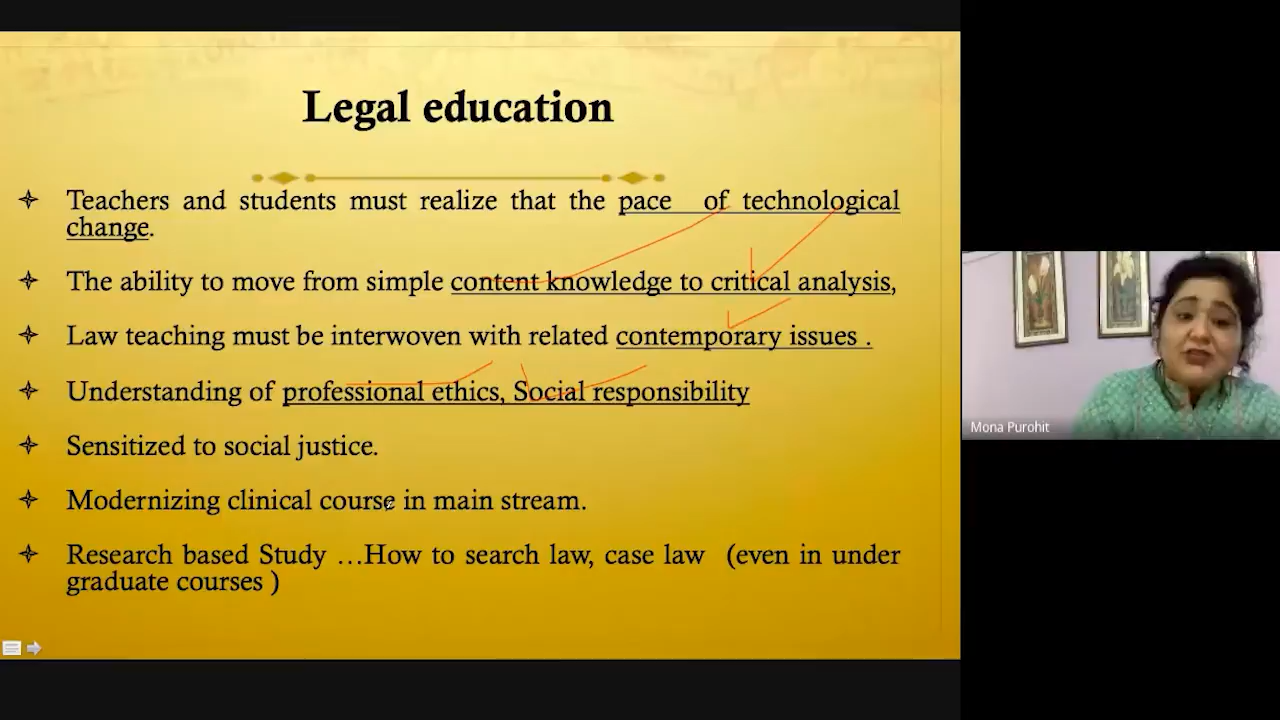 Legal education
Teachers and students must realize that the pace of technological
change.
The ability to move from simple content knowledge to critical analysis,
Law teaching must be interwoven with related contemporary issues .
Understanding of professional ethics, Social responsibility
Sensitized to social justice.
Modernizing clinical course in main stream.
Research based Study …How to search law, case law (even in under
graduate courses )
Mona Purohit